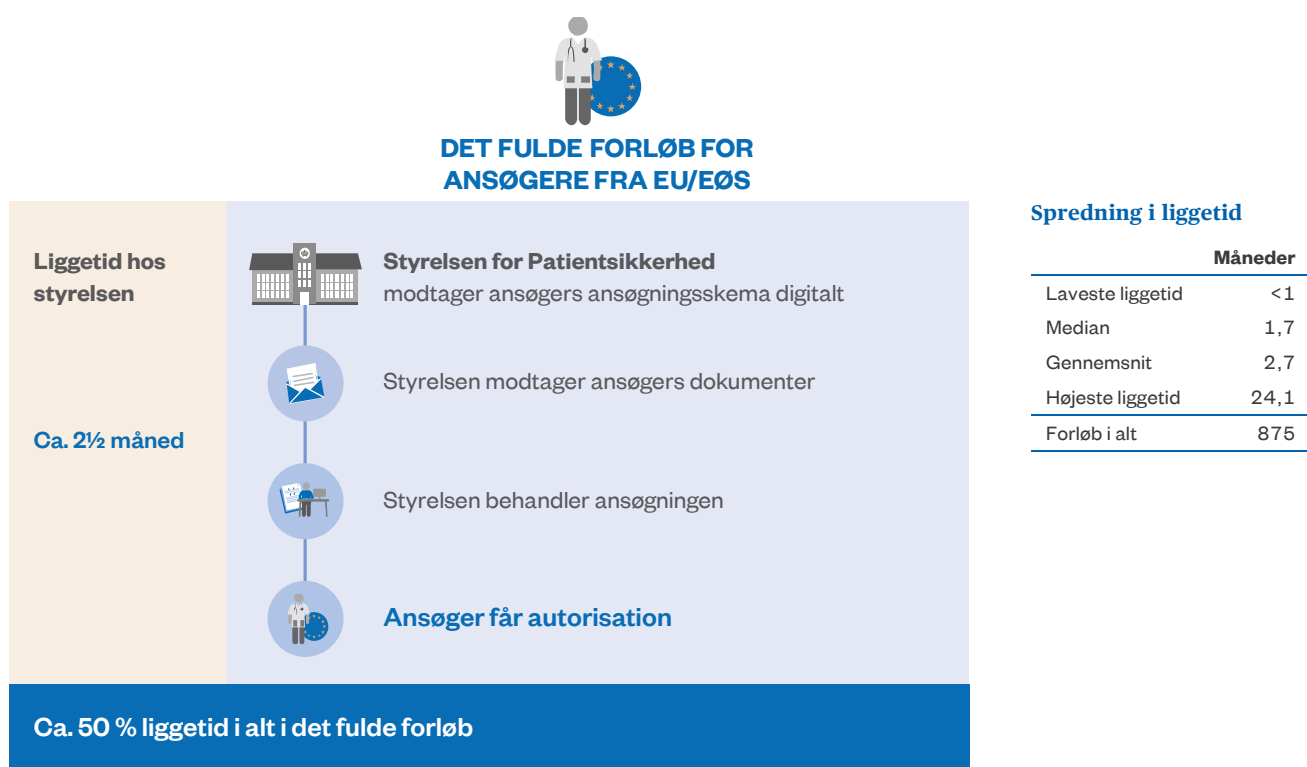 DET FULDE FORLØB FOR
ANSØGERE FRA EU/EØS
Liggetid hos
styrelsen
Ca. 2½ måned
Styrelsen for Patientsikkerhed
modtager ansøgers ansøgningsskema digitalt
Styrelsen modtager ansøgers dokumenter
Styrelsen behandler ansøgningen
Ansøger får autorisation
Ca. 50 % liggetid i alt i det fulde forløb
Spredning i liggetid
Måneder
Laveste liggetid <1
Median 1,7
Gennemsnit 2,7
Højeste liggetid 24,1
Forløb i alt 875